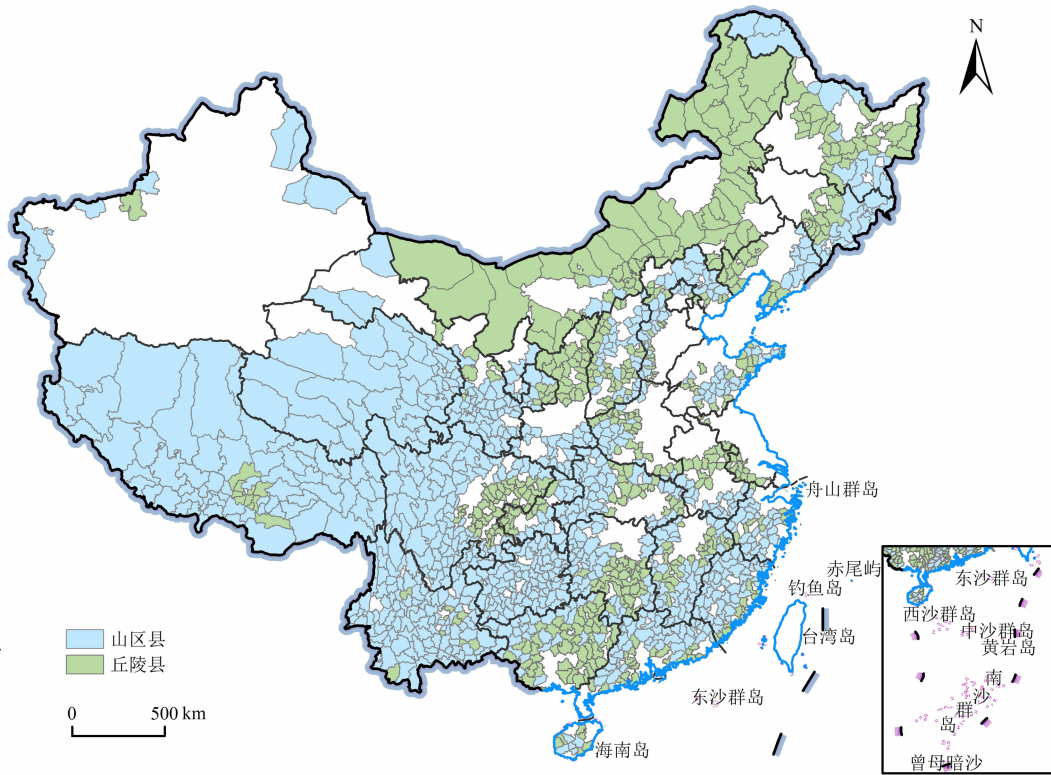 N
舟山群岛
赤尾屿
钓鱼岛
台湾岛
东沙群岛
海南岛
山区县
丘陵县
0 500 km
东沙群岛
西沙群岛
中沙群岛
黄岩岛
南
沙
群
岛
曾母暗沙